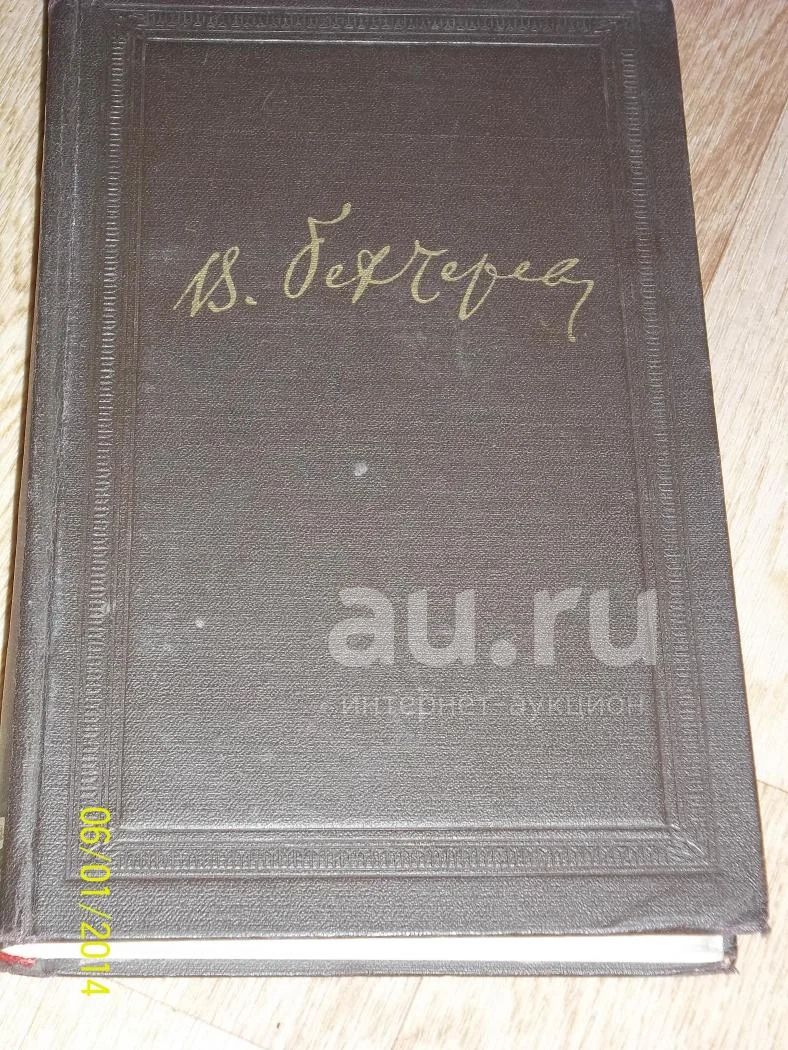 В. Бехтерев
au.ru
интернет-аукцион
06/01/2014